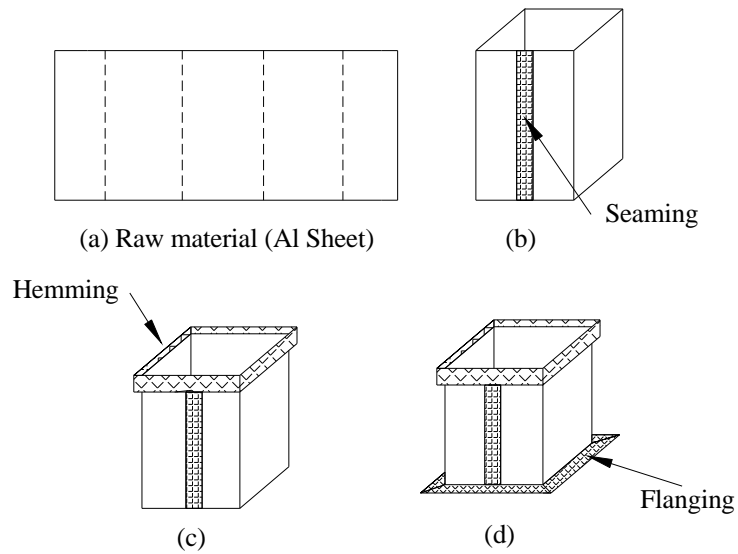 (a) Raw material (Al Sheet)
Seaming
(b)
Hemming
(c)
Flanging
(d)